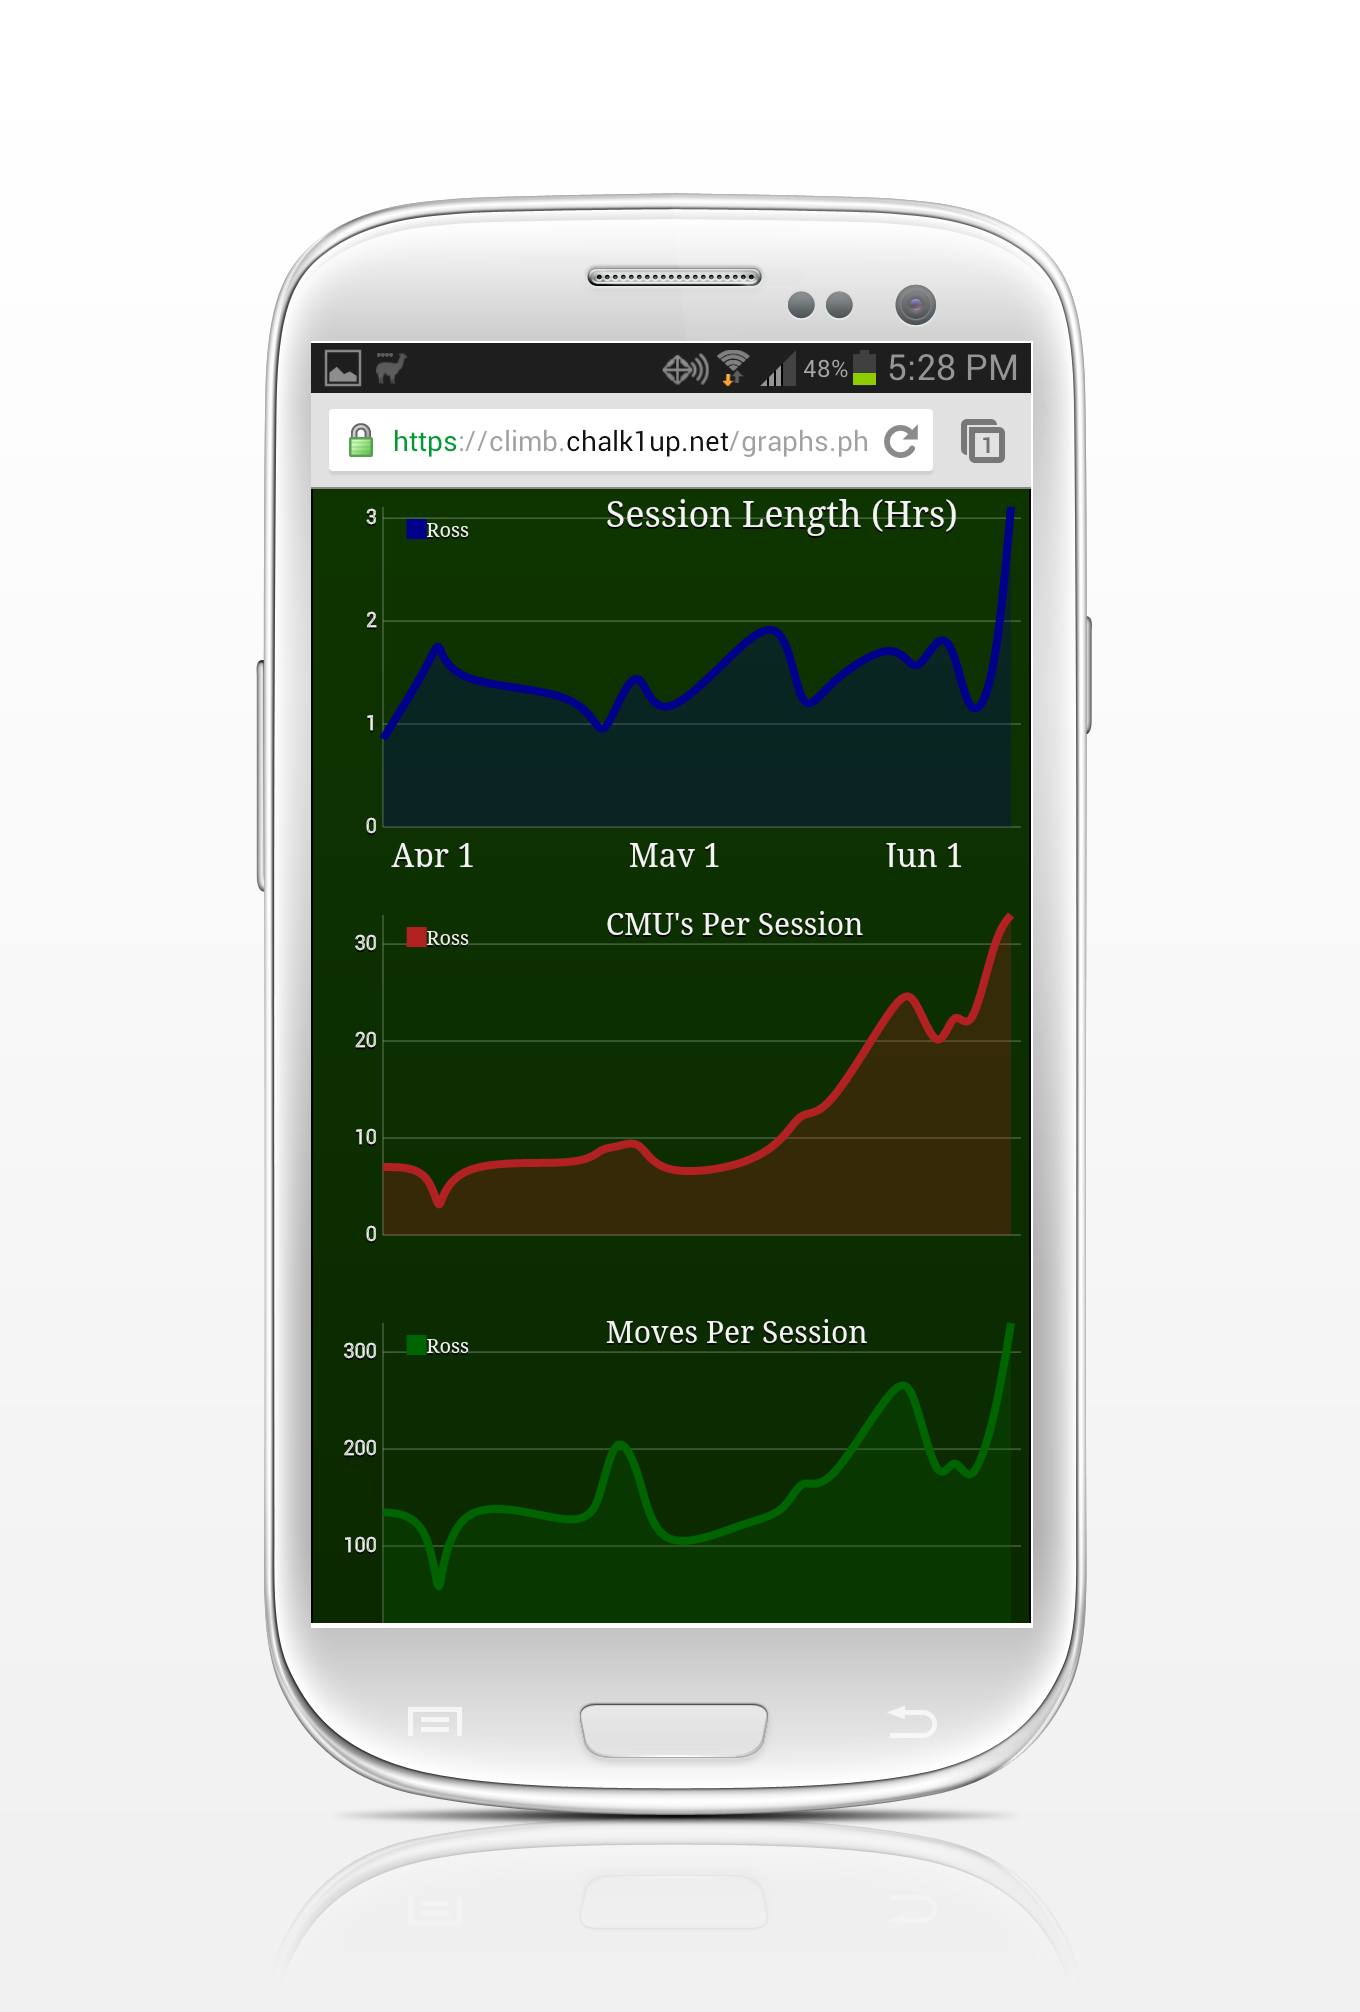 48% 5:28 PM
https://climb.chalk1up.net/graphs.ph
1
Session Length (Hrs)
Ross
3
2
1
0
Apr 1 May 1 Jun 1
CMU's Per Session
Ross
30
20
10
0
Moves Per Session
Ross
300
200
100